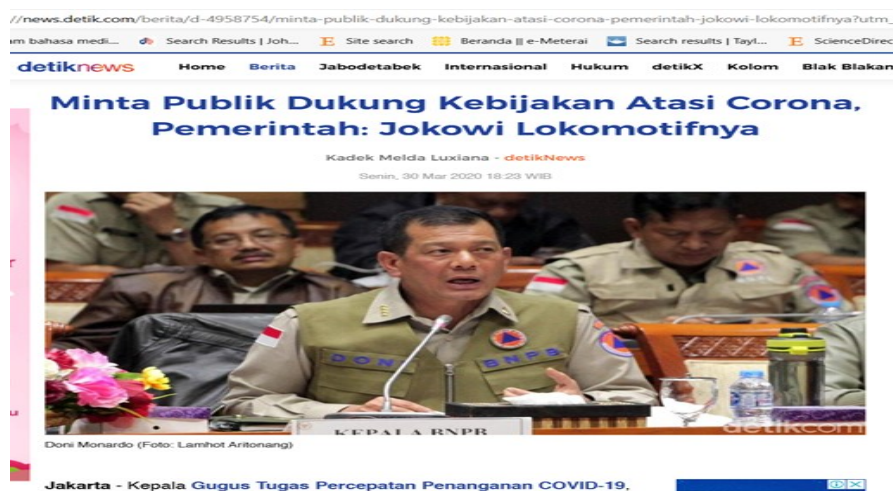 //news.detik.com/berita/d-4958754/minta-publik-dukung-kebijakan-atasi-corona-pemerintah-jokowi-lokomotifnya?utm_
am bahasa medi... Search Results | Joh... E Site search Beranda || e-Meterai Search results | Tayl... E ScienceDirec
detiknews Home Berita Jabodetabek Internasional Hukum detikX Kolom Blak Blakan
Minta Publik Dukung Kebijakan Atasi Corona,
Pemerintah: Jokowi Lokomotifnya
Kadek Melda Luxiana - detikNews
Senin, 30 Mar 2020 18:23 WIB
DONI BNPB
KEPALA BNPB
detikcom
Doni Monardo (Foto: Lamhot Aritonang)
Jakarta - Kepala Gugus Tugas Percepatan Penanganan COVID-19,